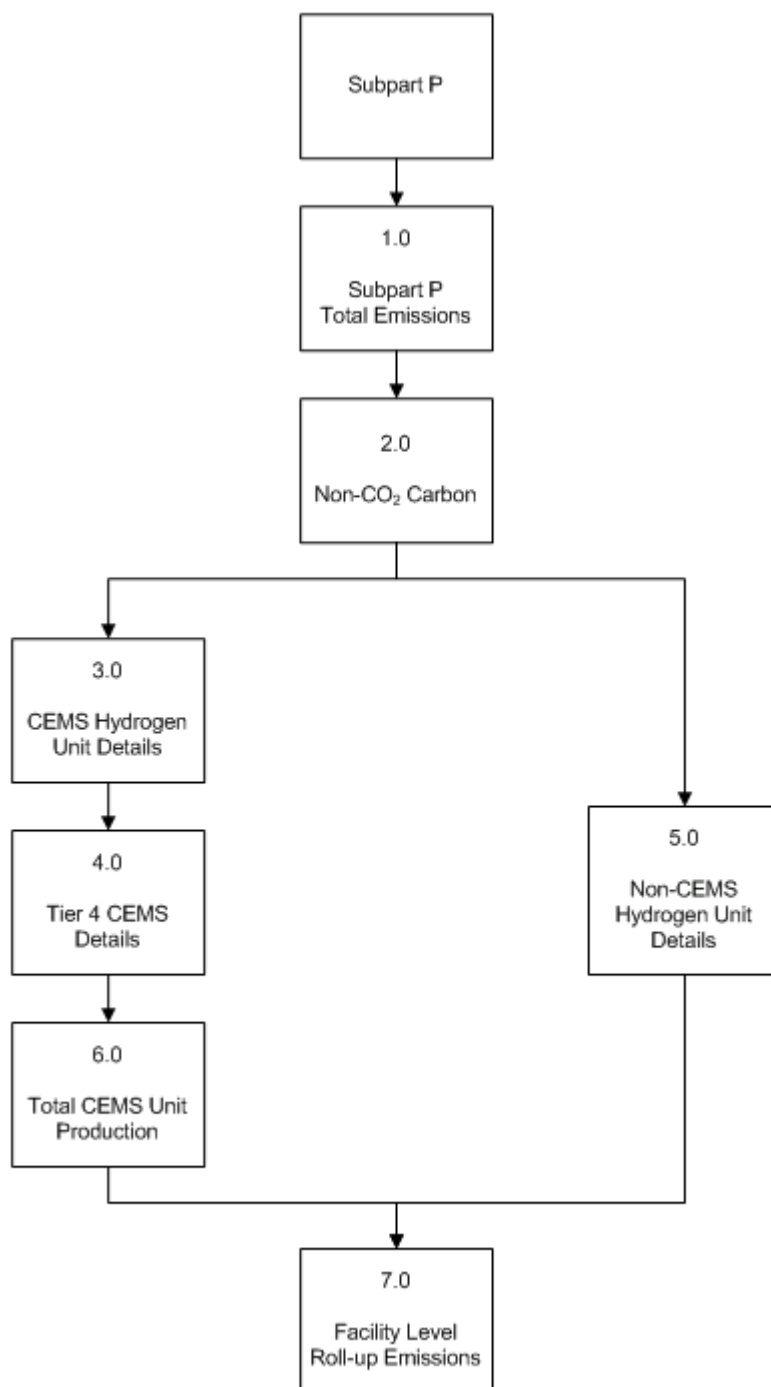 Subpart P
1.0
Subpart P
Total Emissions
2.0
Non-CO₂ Carbon
3.0
CEMS Hydrogen
Unit Details
4.0
Tier 4 CEMS
Details
5.0
Non-CEMS
Hydrogen Unit
Details
6.0
Total CEMS Unit
Production
7.0
Facility Level
Roll-up Emissions